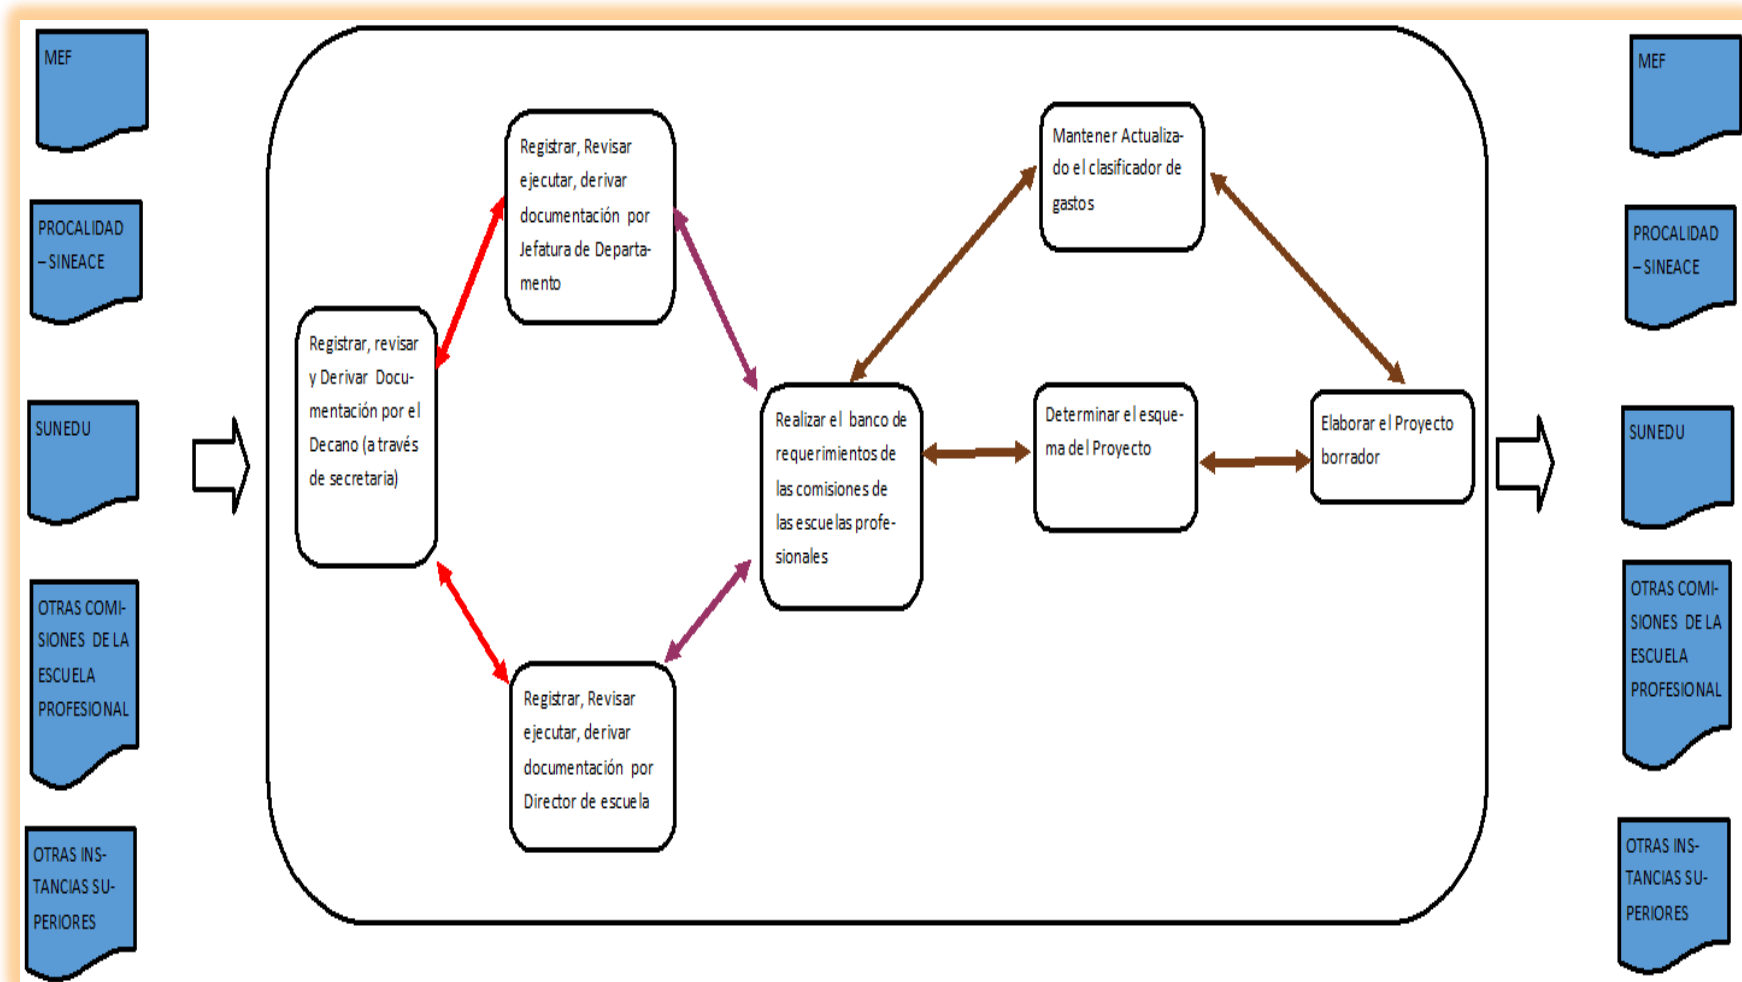 MEF
PROCALIDAD
– SINEACE
SUNEDU
OTRAS COMI-
SIONES DE LA
ESCUELA
PROFESIONAL
OTRAS INS-
TANCIAS SU-
PERIORES
Registrar, revisar
y Derivar Docu-
mentación por el
Decano (a través
de secretaria)
Registrar, Revisar
ejecutar, derivar
documentación por
Jefatura de Departa-
mento
Registrar, Revisar
ejecutar, derivar
documentación por
Director de escuela
Realizar el banco de
requerimientos de
las comisiones de
las escuelas profe-
sionales
Mantener Actualiza-
do el clasificador de
gastos
Determinar el esque-
ma del Proyecto
Elaborar el Proyecto
borrador
MEF
PROCALIDAD
– SINEACE
SUNEDU
OTRAS COMI-
SIONES DE LA
ESCUELA
PROFESIONAL
OTRAS INS-
TANCIAS SU-
PERIORES